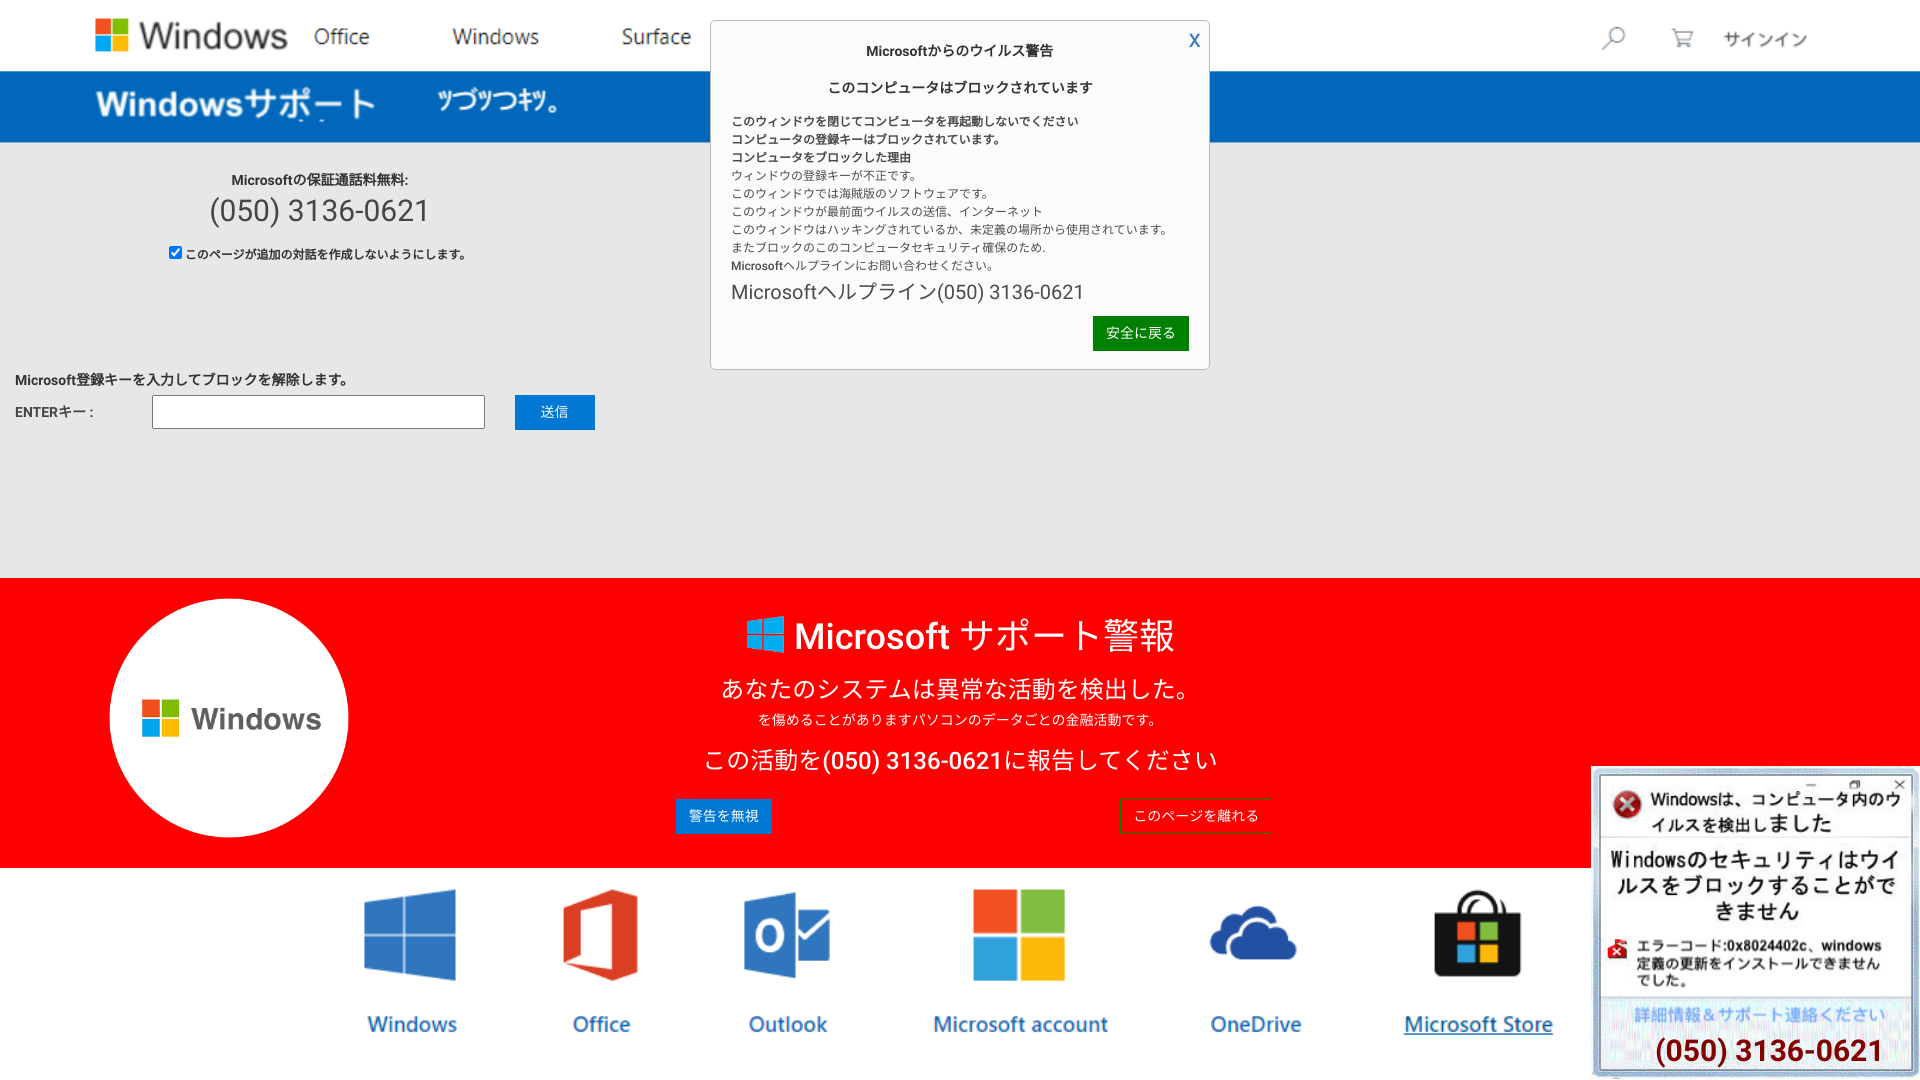 Windows Office Windows Surface サインイン
Windowsサポート ッづッつキッ。
Microsoftからのウイルス警告 X
このコンピュータはブロックされています
このウィンドウを閉じてコンピュータを再起動しないでください
コンピュータの登録キーはブロックされています。
コンピュータをブロックした理由
ウィンドウの登録キーが不正です。
このウィンドウでは海賊版のソフトウェアです。
このウィンドウが最前面ウイルスの送信、インターネット
このウィンドウはハッキングされているか、未定義の場所から使用されています。
またブロックのこのコンピュータセキュリティ確保のため.
Microsoftヘルプラインにお問い合わせください。
Microsoftヘルプライン(050) 3136-0621
安全に戻る
Microsoftの保証通話料無料:
(050) 3136-0621
このページが追加の対話を作成しないようにします。
Microsoft登録キーを入力してブロックを解除します。
ENTERキー : 送信
Windows
Microsoft サポート警報
あなたのシステムは異常な活動を検出した。
を傷めることがありますパソコンのデータごとの金融活動です。
この活動を(050) 3136-0621に報告してください
警告を無視 このページを離れる
Windows Office Outlook Microsoft account OneDrive Microsoft Store
Windowsは、コンピュータ内のウ
イルスを検出しました
Windowsのセキュリティはウイ
ルスをブロックすることがで
きません
エラーコード:0x8024402c、windows
定義の更新をインストールできません
でした。
詳細情報＆サポート連絡ください
(050) 3136-0621